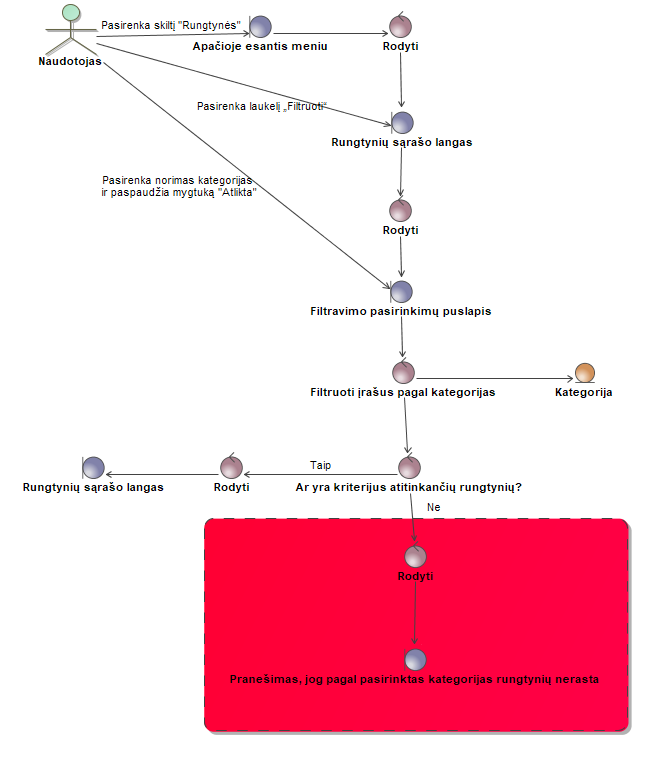 Pasirenka skiltį "Rungtynės"
Naudotojas
Apačioje esantis meniu
Rodyti
Pasirenka laukelį „Filtruoti“
Rungtynių sąrašo langas
Pasirenka norimas kategorijas
ir paspaudžia mygtuką "Atlikta"
Rodyti
Filtravimo pasirinkimų puslapis
Filtruoti įrašus pagal kategorijas
Kategorija
Taip
Rungtynių sąrašo langas
Rodyti
Ar yra kriterijus atitinkančių rungtynių?
Ne
Rodyti
Pranešimas, jog pagal pasirinktas kategorijas rungtynių nerasta